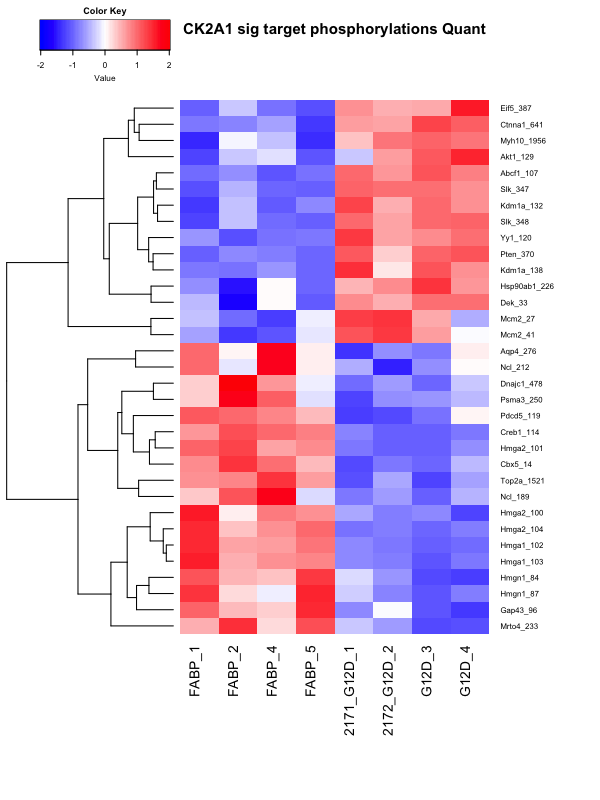 Color Key
CK2A1 sig target phosphorylations Quant
-2 -1 0 1 2
Value
Eif5_387
Ctnna1_641
Myh10_1956
Akt1_129
Abcf1_107
Slk_347
Kdm1a_132
Slk_348
Yy1_120
Pten_370
Kdm1a_138
Hsp90ab1_226
Dek_33
Mcm2_27
Mcm2_41
Aqp4_276
Ncl_212
Dnajc1_478
Psma3_250
Pdcd5_119
Creb1_114
Hmga2_101
Cbx5_14
Top2a_1521
Ncl_189
Hmga2_100
Hmga2_104
Hmga1_102
Hmga1_103
Hmgn1_84
Hmgn1_87
Gap43_96
Mrto4_233
FABP_1
FABP_2
FABP_4
FABP_5
2171_G12D_1
2172_G12D_2
G12D_3
G12D_4